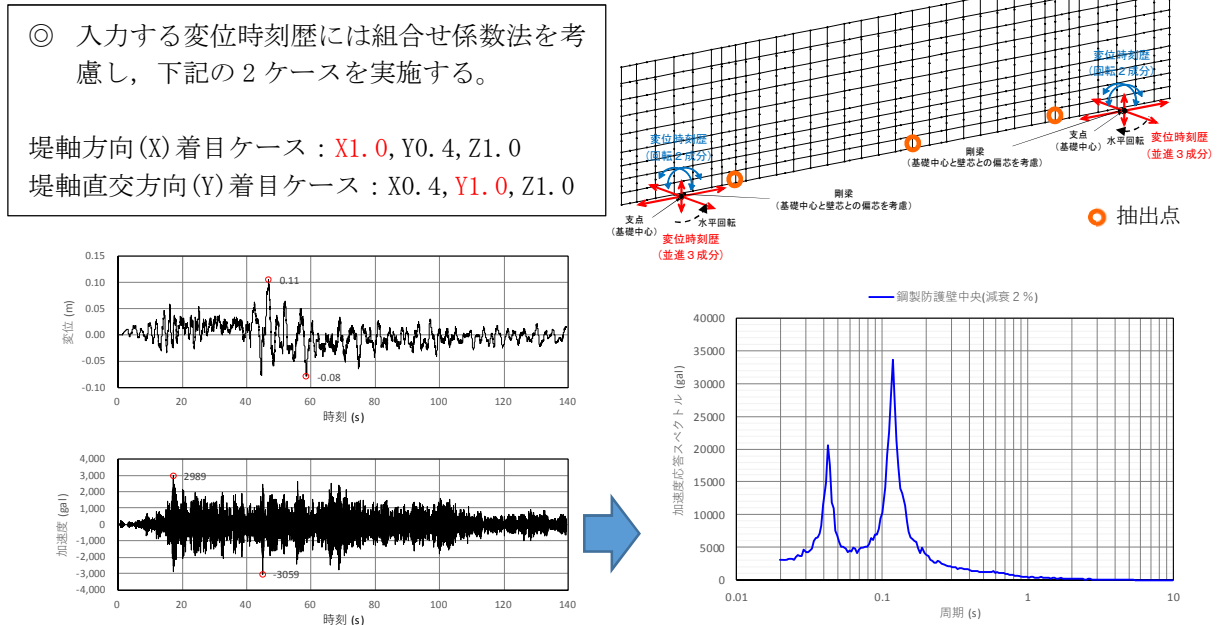 ◎ 入力する変位時刻歴には組合せ係数法を考
慮し，下記の２ケースを実施する。
堤軸方向(X)着目ケース：X1.0,Y0.4,Z1.0
堤軸直交方向(Y)着目ケース：X0.4,Y1.0,Z1.0
変位時刻歴
(回転２成分)
変位時刻歴
(回転２成分)
支点
(基礎中心)
水平回転
変位時刻歴
(並進３成分)
剛梁
(基礎中心と壁芯との偏芯を考慮)
剛梁
(基礎中心と壁芯との偏芯を考慮)
支点
(基礎中心)
水平回転
変位時刻歴
(並進３成分)
抽出点
変位 (m)
0.15
0.10
0.05
0.00
-0.05
-0.10
0.11
-0.08
0 20 40 60 80 100 120 140
時刻 (s)
加速度 (gal)
4,000
3,000
2,000
1,000
0
-1,000
-2,000
-3,000
-4,000
2989
-3059
0 20 40 60 80 100 120 140
時刻 (s)
鋼製防護壁中央(減衰２%)
加速度応答スペクトル (gal)
40000
35000
30000
25000
20000
15000
10000
5000
0
0.01 0.1 1 10
周期 (s)